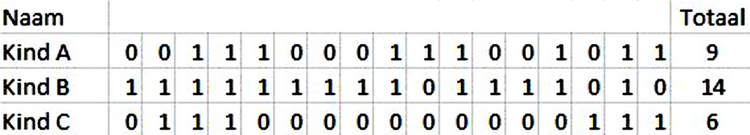 Naam Totaal
Kind A 0 0 1 1 1 0 0 0 1 1 1 0 0 1 0 1 1 9
Kind B 1 1 1 1 1 1 1 1 1 0 1 1 1 1 0 1 0 14
Kind C 0 1 1 1 0 0 0 0 0 0 0 0 0 0 1 1 1 6